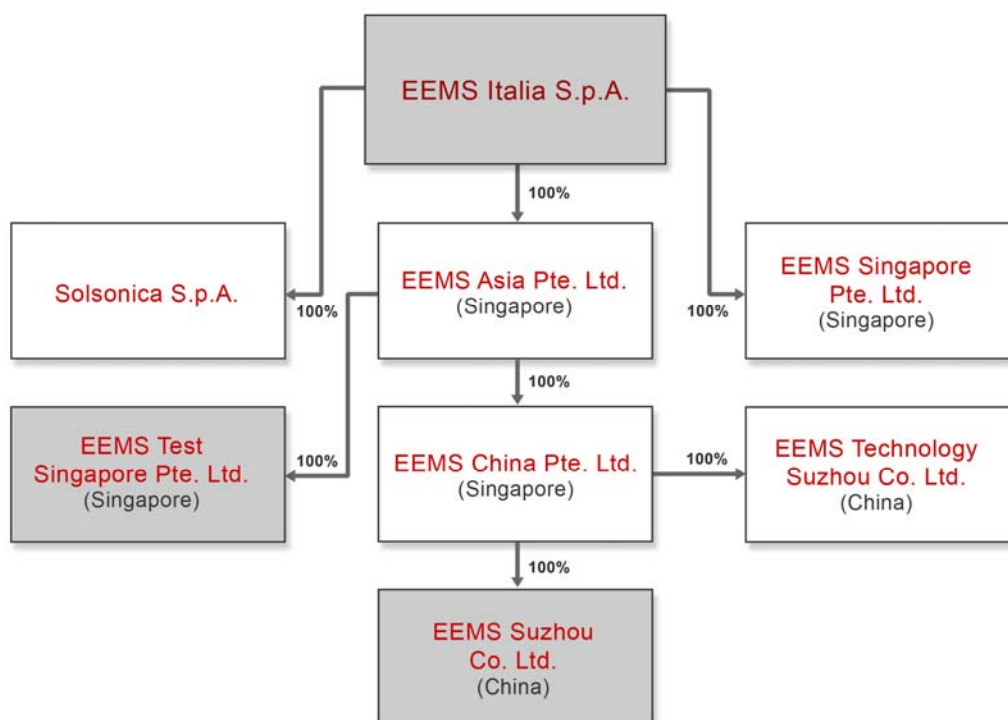 EEMS Italia S.p.A.
100%
Solsonica S.p.A.
100%
EEMS Asia Pte. Ltd.
(Singapore)
100%
EEMS Singapore
Pte. Ltd.
(Singapore)
100%
EEMS Test
Singapore Pte. Ltd.
(Singapore)
100%
EEMS China Pte. Ltd.
(Singapore)
100%
EEMS Technology
Suzhou Co. Ltd.
(China)
100%
EEMS Suzhou
Co. Ltd.
(China)